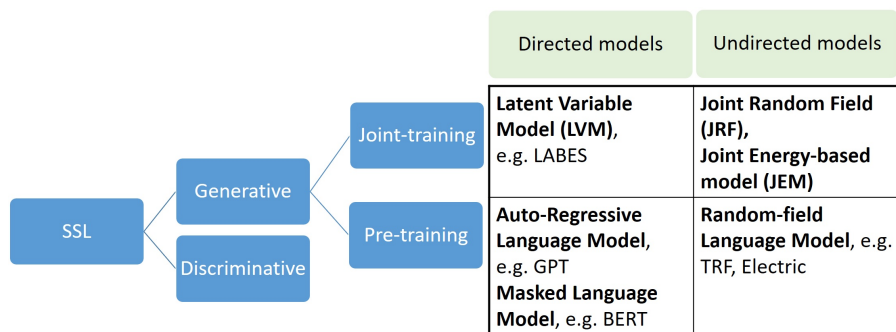 Directed models
Undirected models
SSL
Generative
Discriminative
Joint-training
Pre-training
Latent Variable
Model (LVM),
e.g. LABES
Joint Random Field
(JRF),
Joint Energy-based
model (JEM)
Auto-Regressive
Language Model,
e.g. GPT
Masked Language
Model, e.g. BERT
Random-field
Language Model, e.g.
TRF, Electric